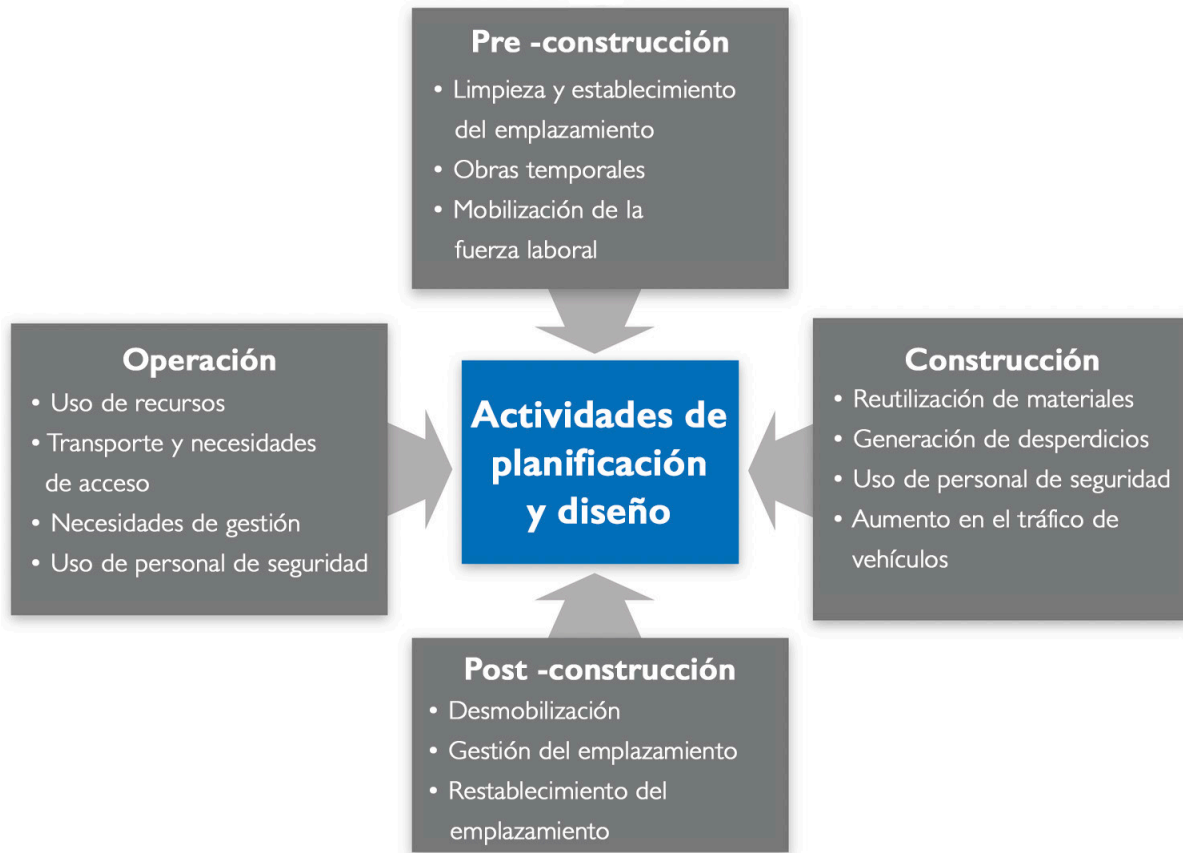 Pre -construcción
• Limpieza y establecimiento
del emplazamiento
• Obras temporales
• Mobilización de la
fuerza laboral
Operación
• Uso de recursos
• Transporte y necesidades
de acceso
• Necesidades de gestión
• Uso de personal de seguridad
Actividades de
planificación
y diseño
Construcción
• Reutilización de materiales
• Generación de desperdicios
• Uso de personal de seguridad
• Aumento en el tráfico de
vehículos
Post -construcción
• Desmobilización
• Gestión del emplazamiento
• Restablecimiento del
emplazamiento